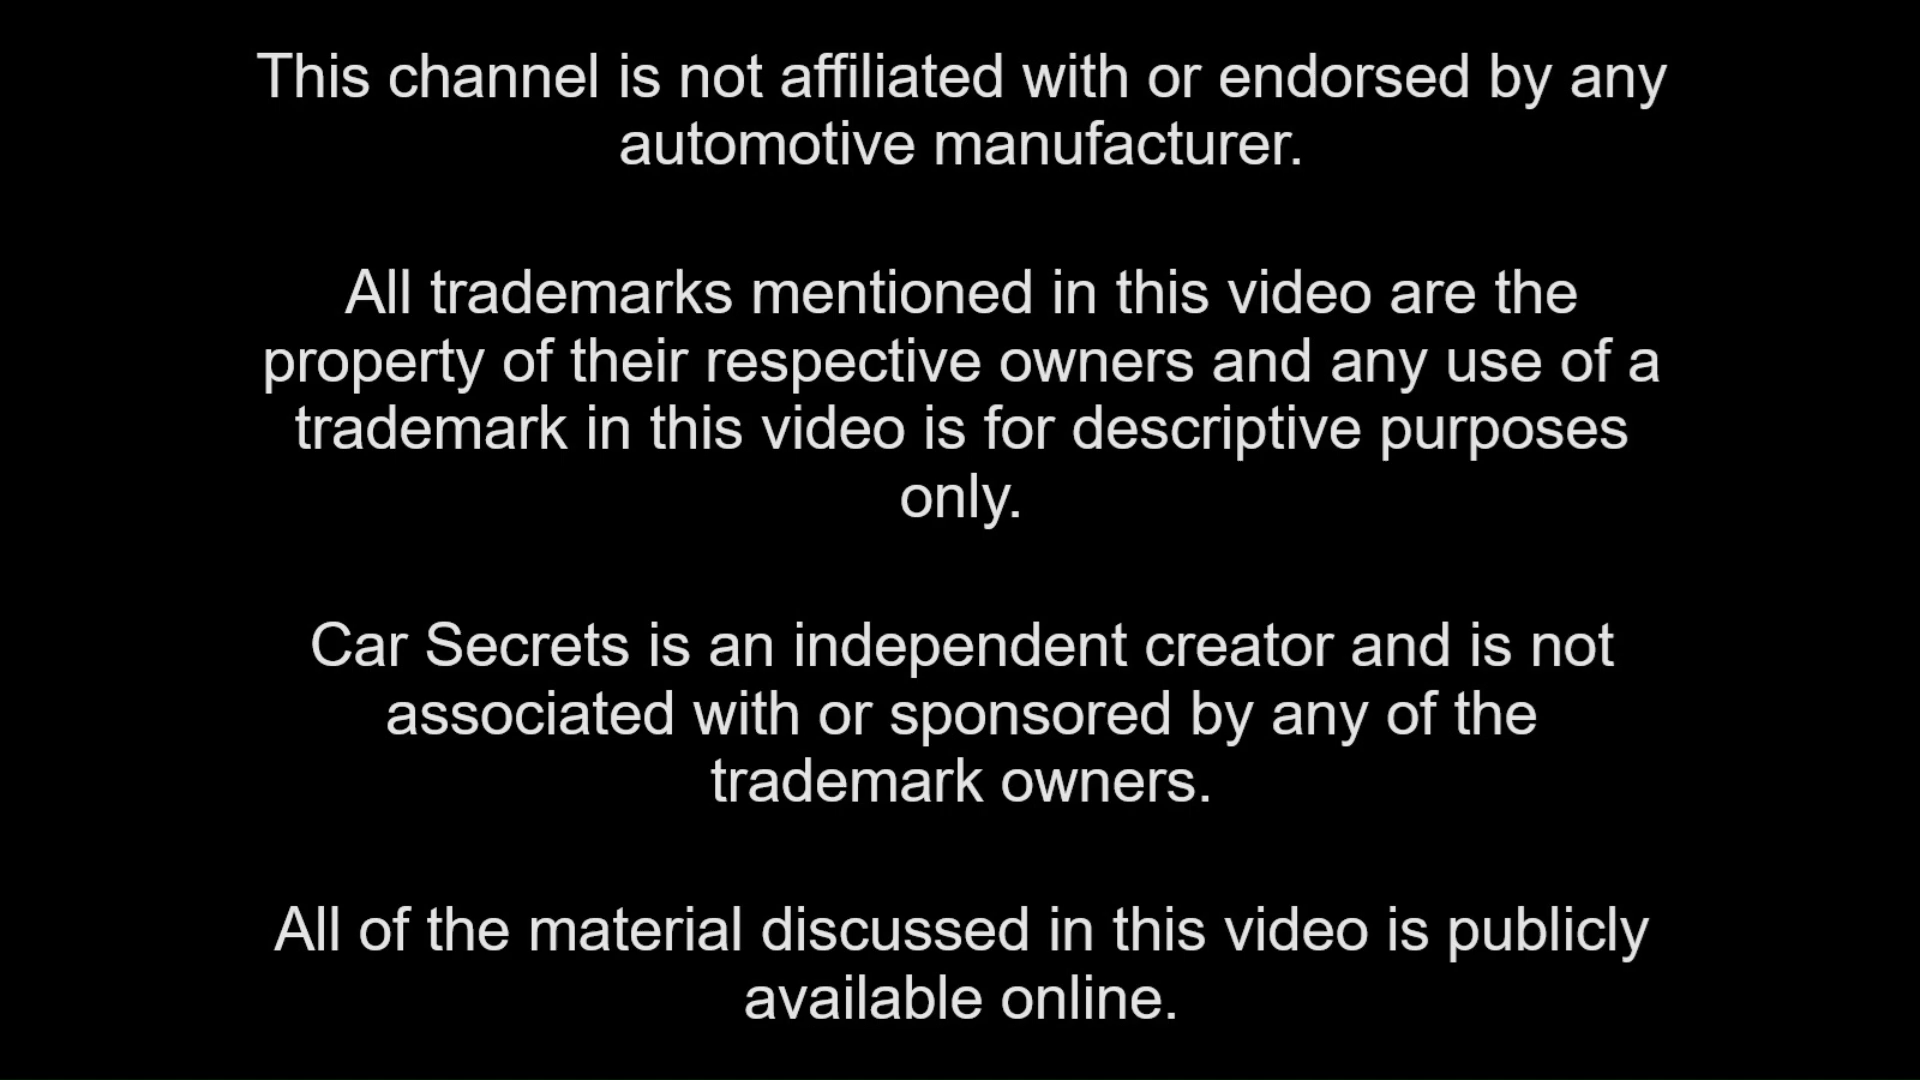 This channel is not affiliated with or endorsed by any
automotive manufacturer.
All trademarks mentioned in this video are the
property of their respective owners and any use of a
trademark in this video is for descriptive purposes
only.
Car Secrets is an independent creator and is not
associated with or sponsored by any of the
trademark owners.
All of the material discussed in this video is publicly
available online.